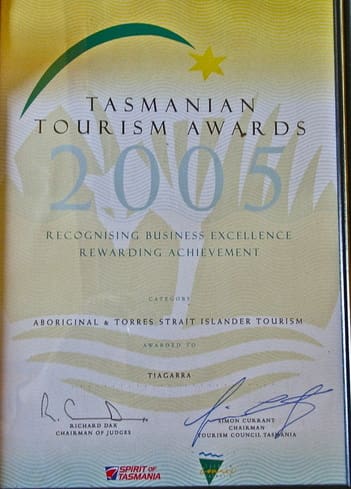 TASMANIAN
TOURISM AWARDS
2005
RECOGNISING BUSINESS EXCELLENCE
REWARDING ACHIEVEMENT
CATEGORY
ABORIGINAL & TORRES STRAIT ISLANDER TOURISM
AWARDED TO
TIAGARRA
RICHARD DAX
CHAIRMAN OF JUDGES
SIMON CURRANT
CHAIRMAN
TOURISM COUNCIL TASMANIA
SPIRIT OF
TASMANIA